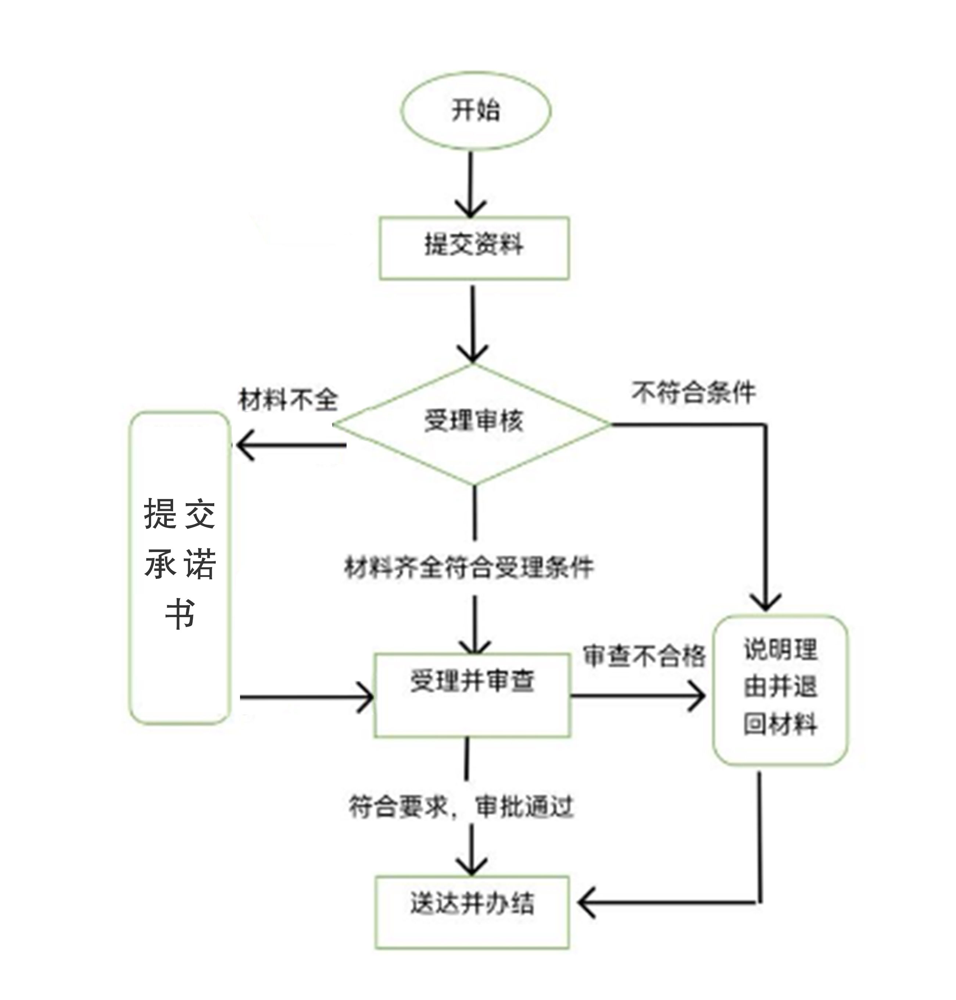 开始
提交资料
材料不全
不符合条件
受理审核
提交
承诺
书
材料齐全符合受理条件
受理并审查
审查不合格
说明理
由并退
回材料
符合要求，审批通过
送达并办结